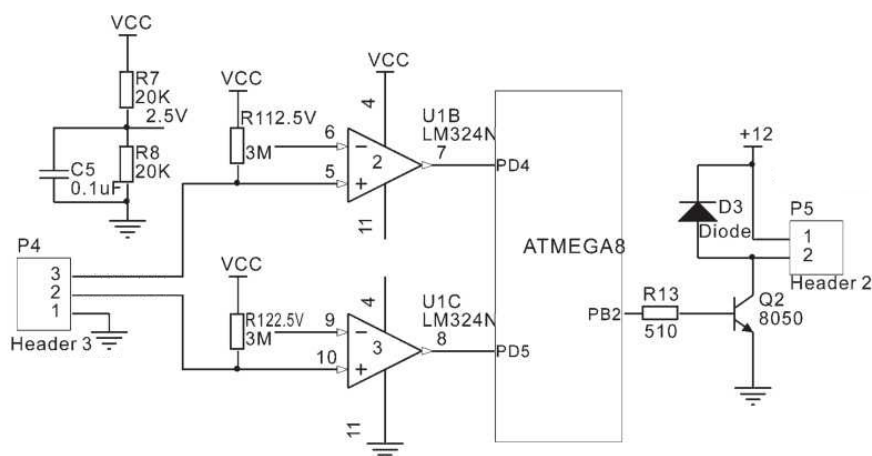 VCC
R7
20K
2.5V
R8
20K
C5
0.1uF
P4
3
2
1
Header 3
VCC
R112.5V
3M
6
5
VCC
4
2
11
U1B
LM324N
7
PD4
VCC
R122.5V
3M
9
10
4
3
11
U1C
LM324N
8
PD5
ATMEGA8
PB2
R13
510
Q2
8050
+12
D3
Diode
P5
1
2
Header 2